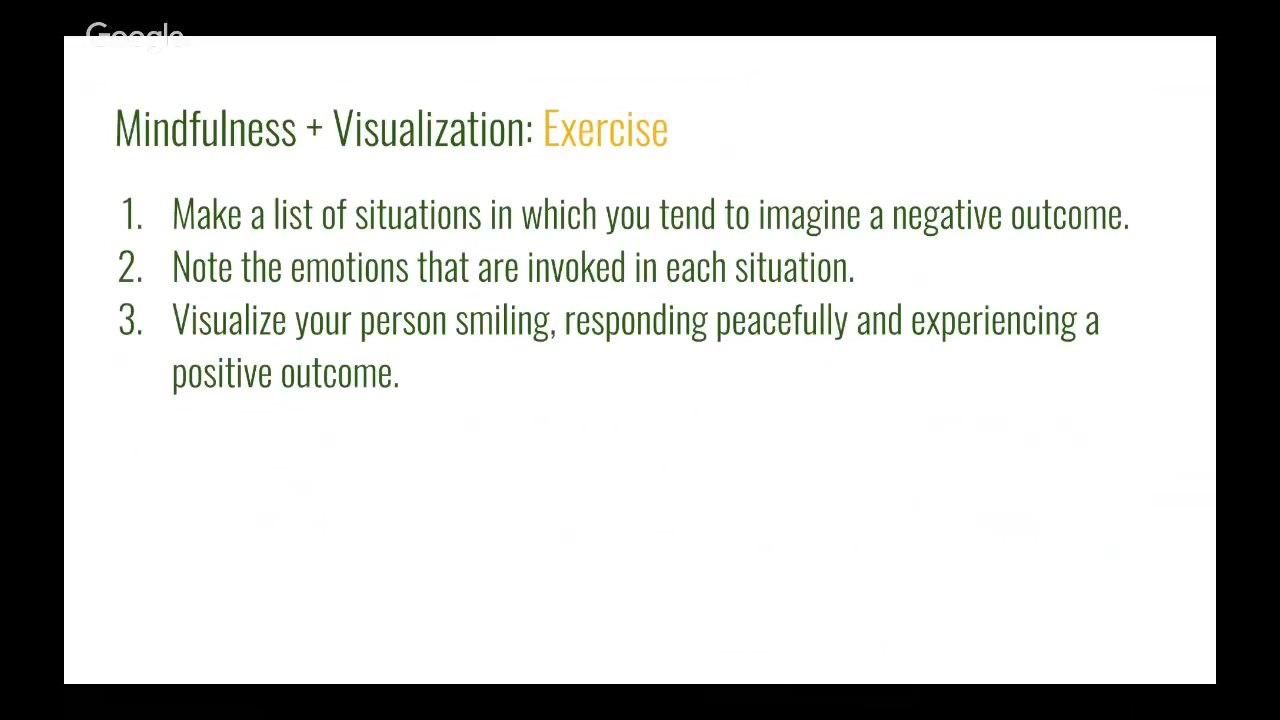 Google
Mindfulness + Visualization: Exercise
1. Make a list of situations in which you tend to imagine a negative outcome.
2. Note the emotions that are invoked in each situation.
3. Visualize your person smiling, responding peacefully and experiencing a
positive outcome.